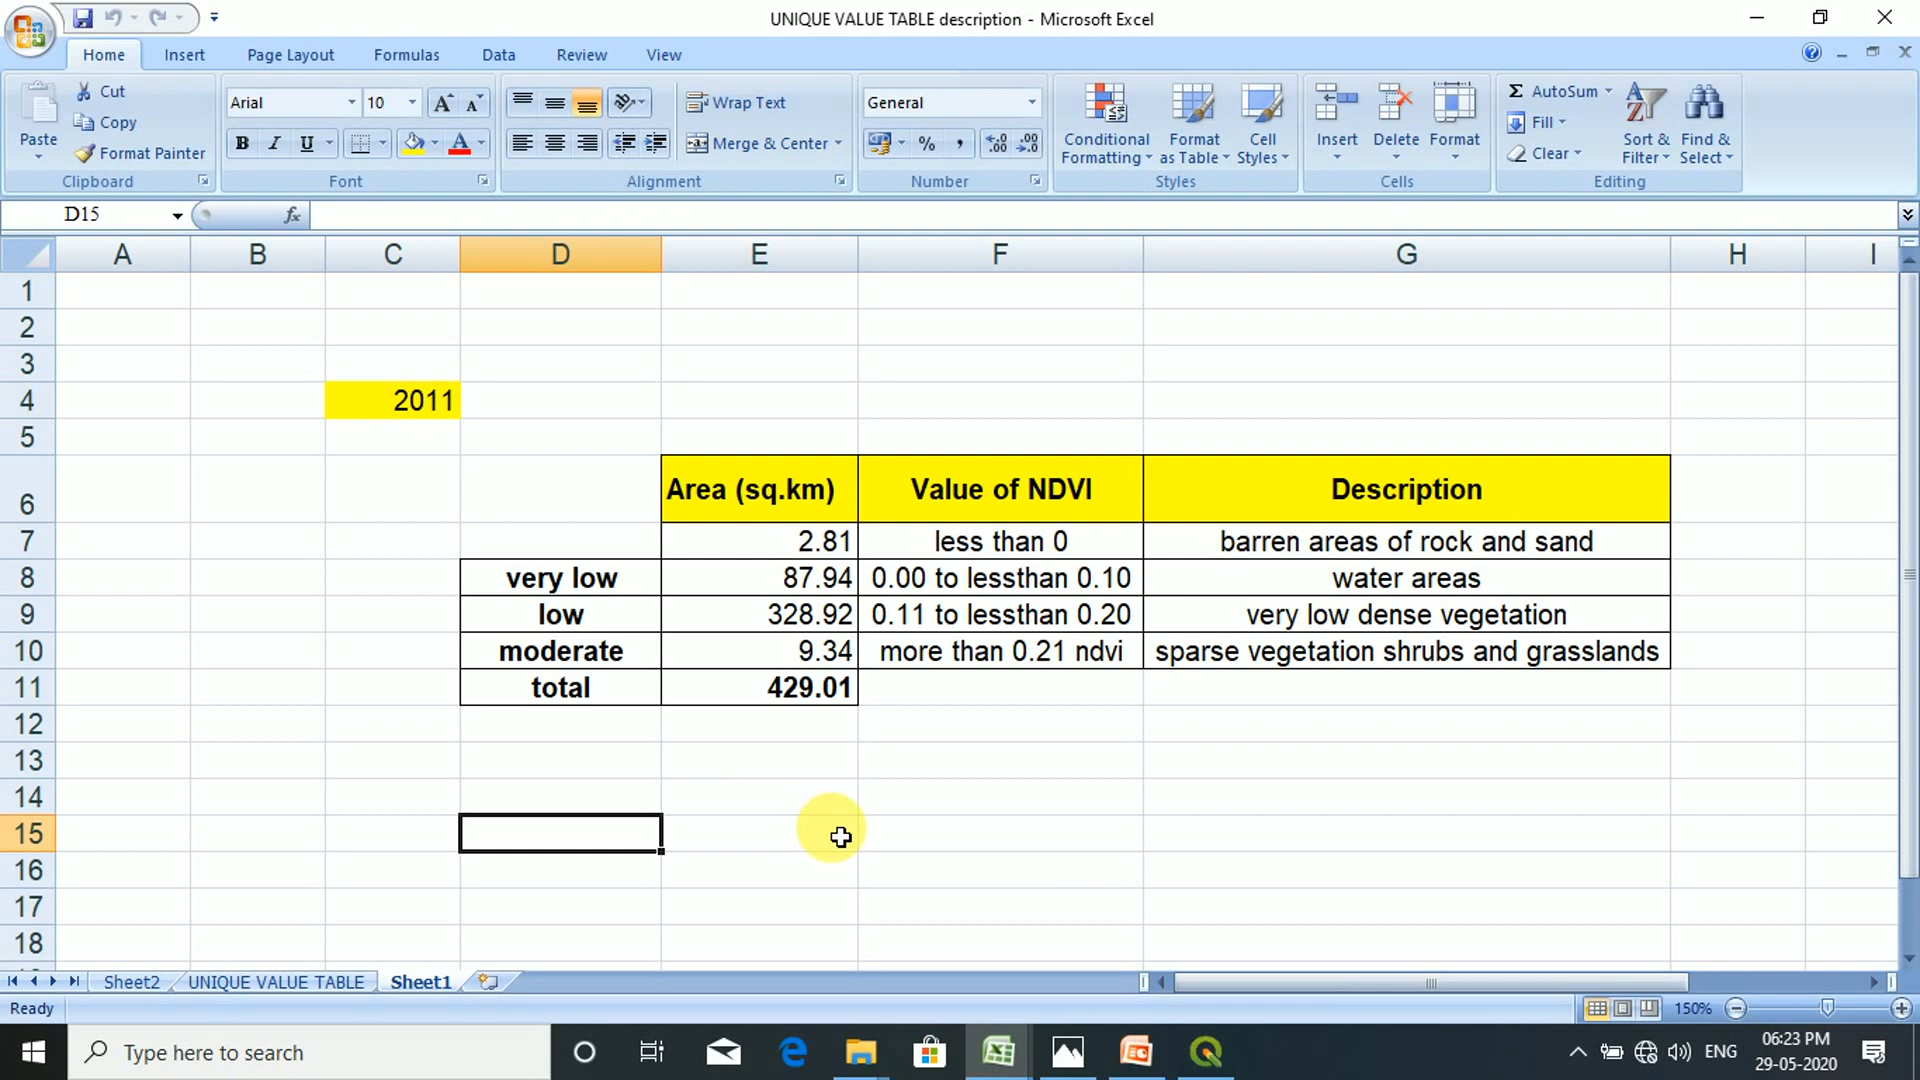 UNIQUE VALUE TABLE description - Microsoft Excel
Home Insert Page Layout Formulas Data Review View
Paste
Cut
Copy
Format Painter
Clipboard
Arial 10
A A
B I U A
Font
Wrap Text
Merge & Center
Alignment
General
% , .0 .00 .00 .0
Number
Conditional Formatting
Format as Table
Cell Styles
Styles
Insert Delete Format
Cells
Σ AutoSum
Fill
Clear
Sort & Filter
Find & Select
Editing
D15 fx
A B C D E F G H I
1
2
3
4 2011
5
6 Area (sq.km) Value of NDVI Description
7 2.81 less than 0 barren areas of rock and sand
8 very low 87.94 0.00 to lessthan 0.10 water areas
9 low 328.92 0.11 to lessthan 0.20 very low dense vegetation
10 moderate 9.34 more than 0.21 ndvi sparse vegetation shrubs and grasslands
11 total 429.01
12
13
14
15
16
17
18
Sheet2 UNIQUE VALUE TABLE Sheet1
Ready 150%
Type here to search
ENG
06:23 PM
29-05-2020